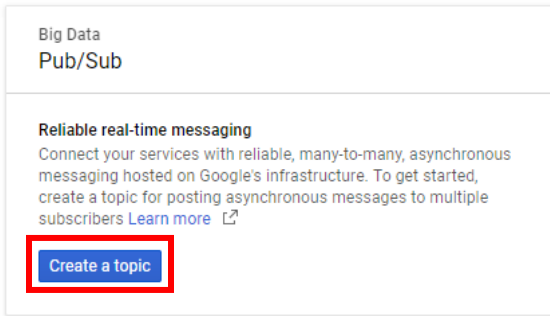 Big Data
Pub/Sub
Reliable real-time messaging
Connect your services with reliable, many-to-many, asynchronous
messaging hosted on Google's infrastructure. To get started,
create a topic for posting asynchronous messages to multiple
subscribers Learn more
Create a topic